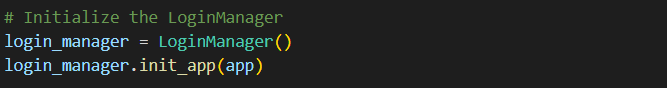 # Initialize the LoginManager
login_manager = LoginManager()
login_manager.init_app(app)